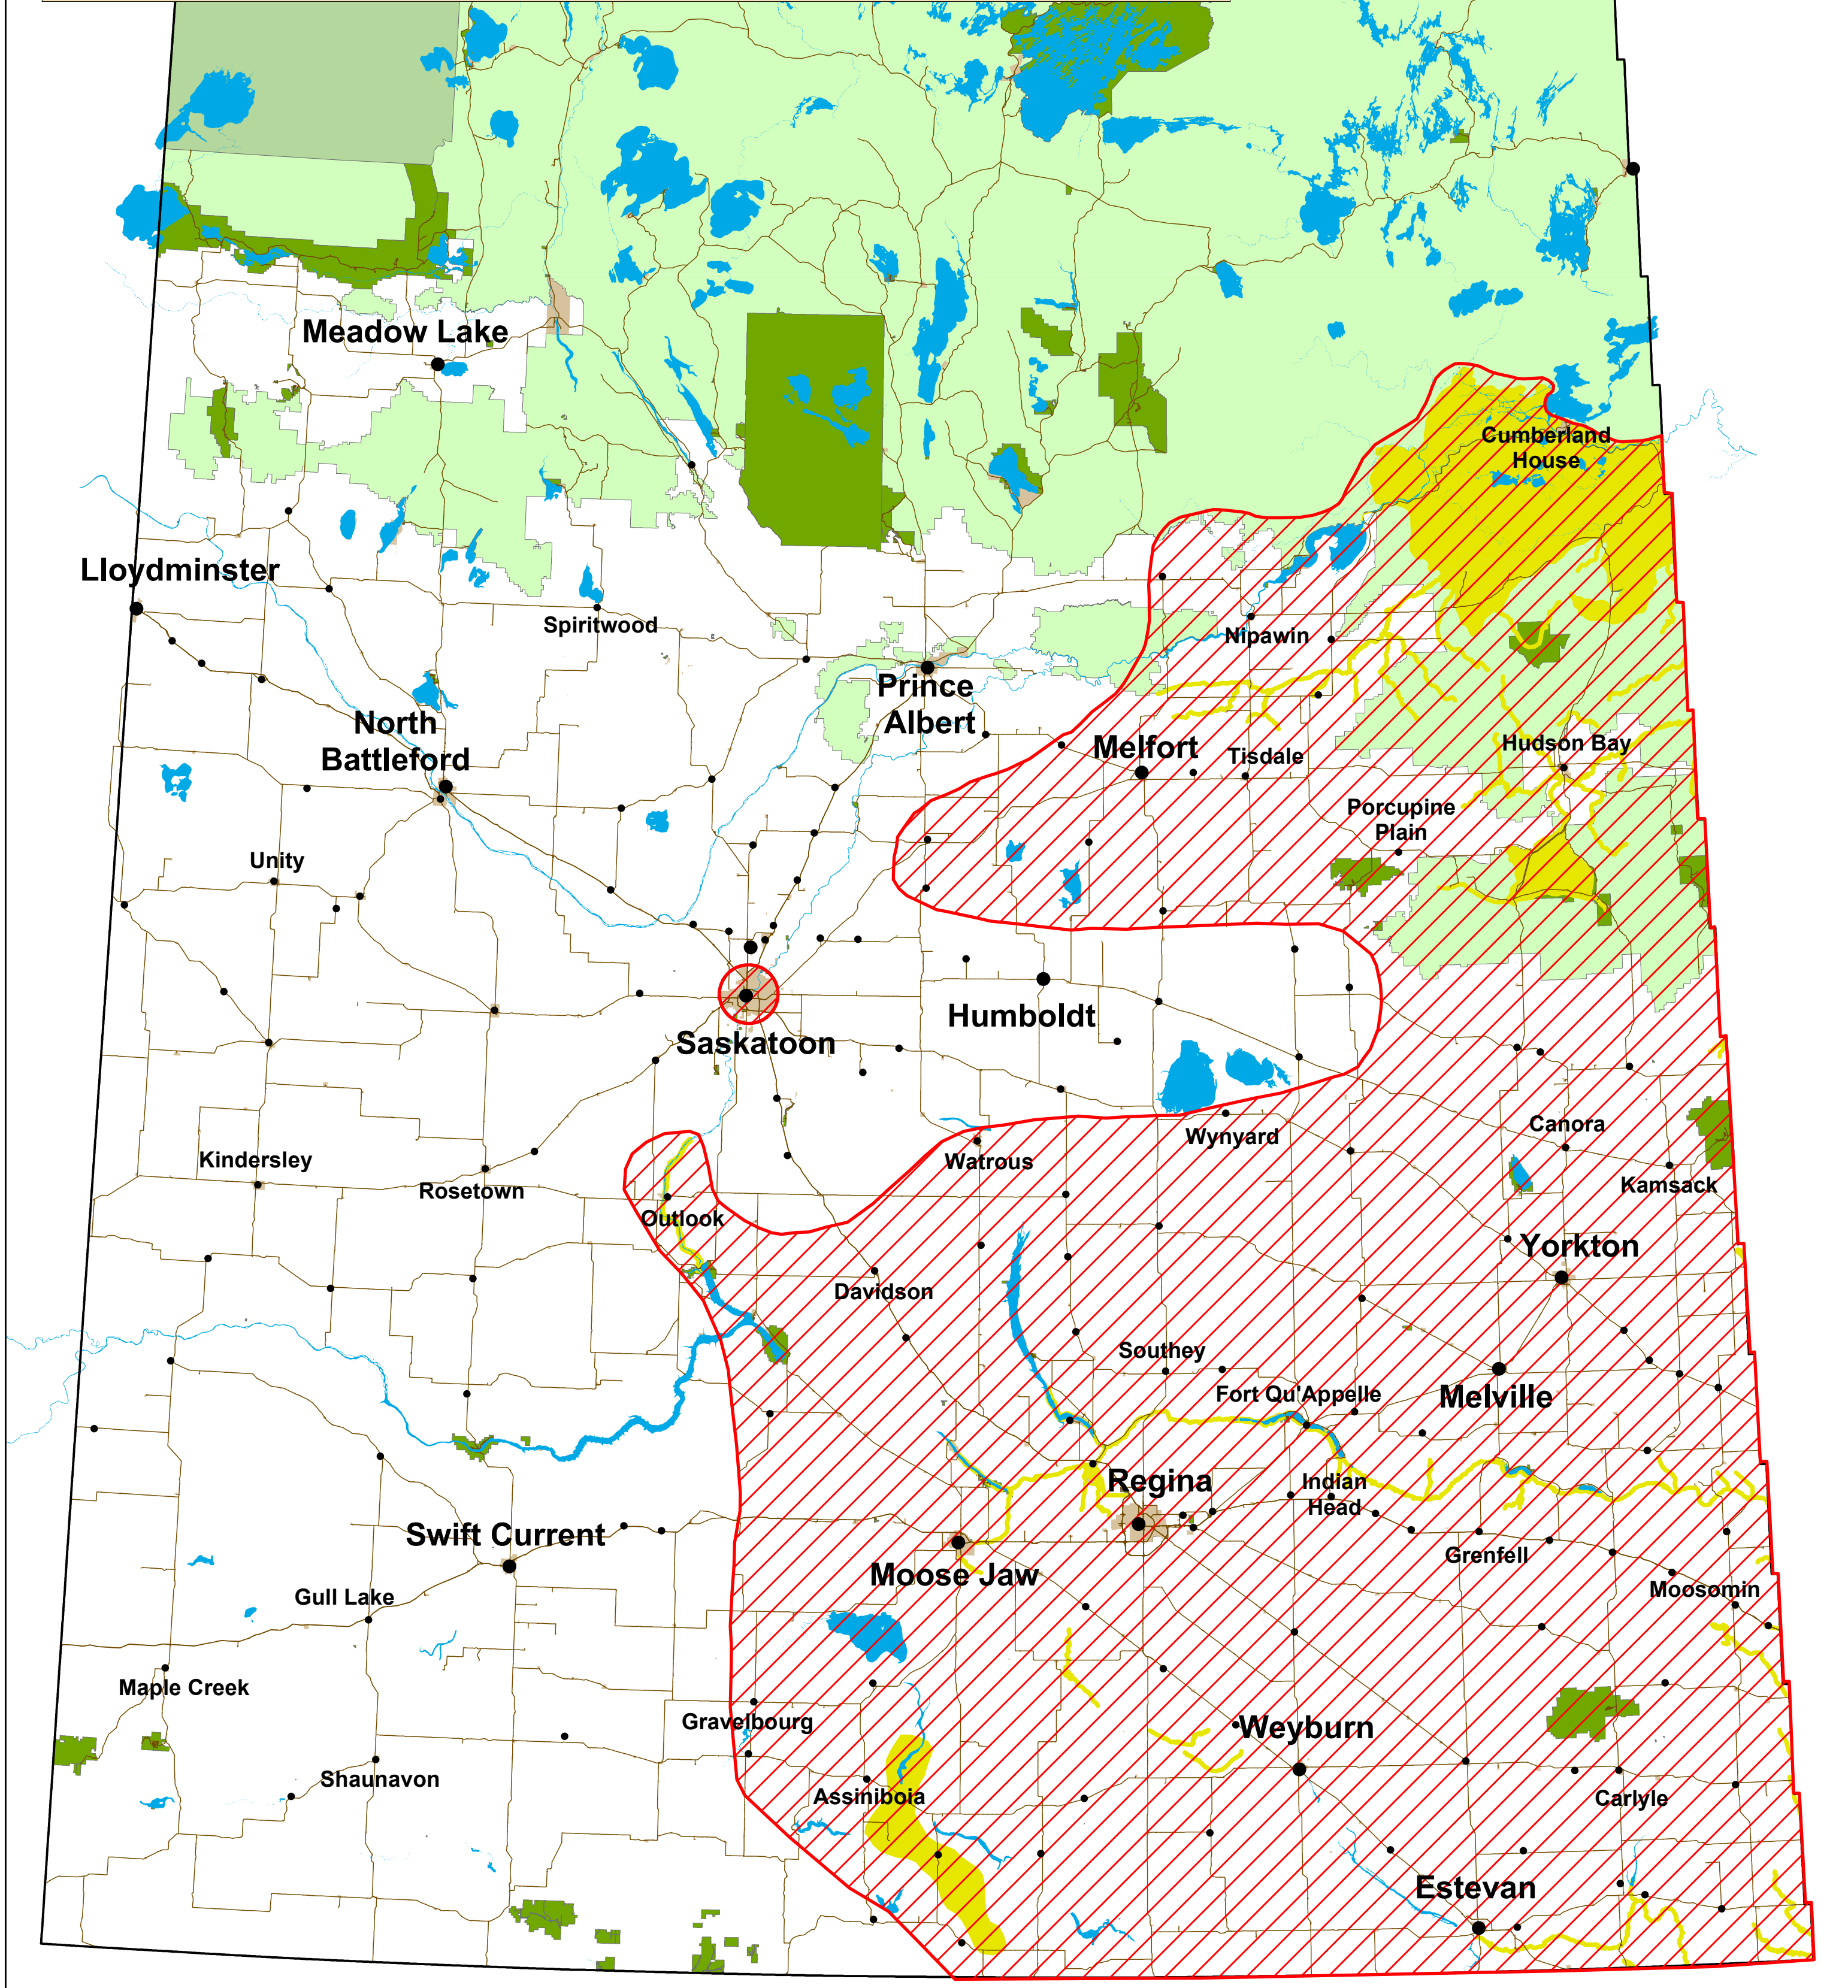 Meadow Lake
Cumberland
House
Lloydminster
Spiritwood
Nipawin
Prince
Albert
North
Battleford
Melfort
Tisdale
Hudson Bay
Porcupine
Plain
Unity
Humboldt
Saskatoon
Wynyard
Canora
Watrous
Kindersley
Rosetown
Kamsack
Outlook
Yorkton
Davidson
Southey
Fort Qu'Appelle
Melville
Regina
Indian
Head
Swift Current
Grenfell
Moose Jaw
Moosomin
Gull Lake
Maple Creek
Gravelbourg
Weyburn
Shaunavon
Assiniboia
Carlyle
Estevan